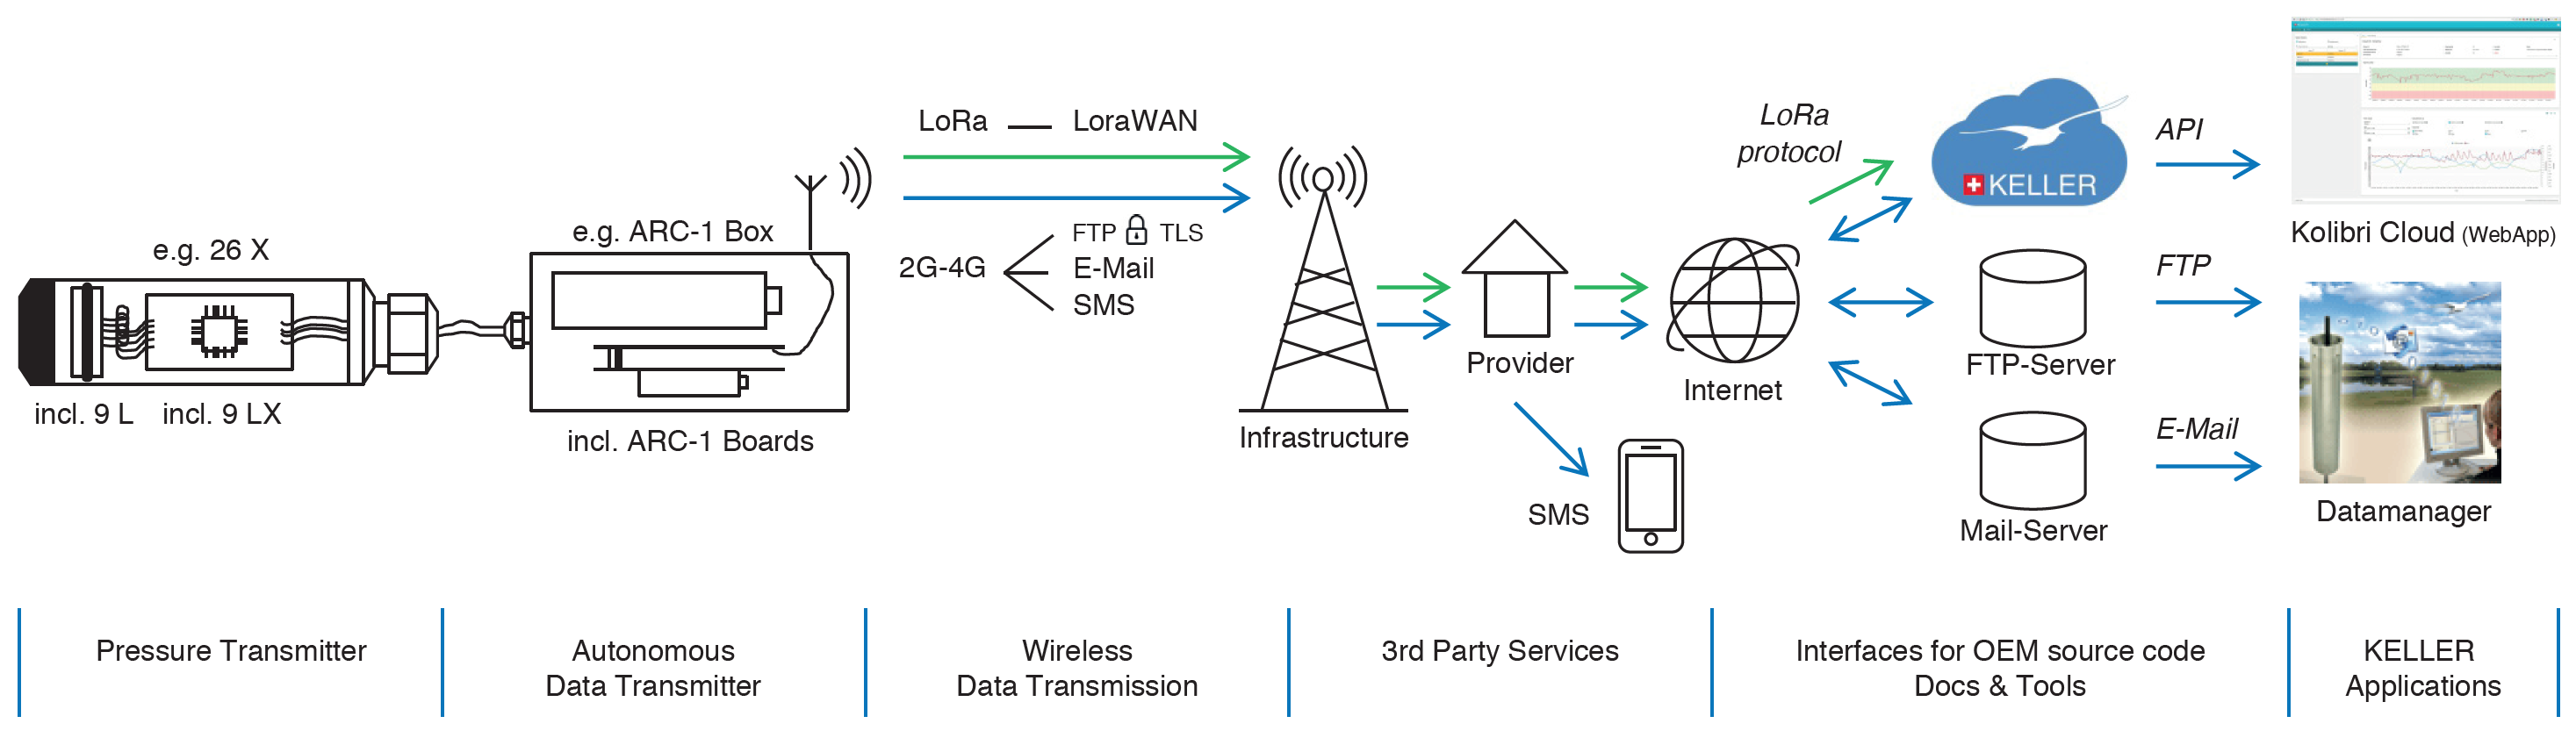 e.g. 26 X
incl. 9 L
incl. 9 LX
e.g. ARC-1 Box
incl. ARC-1 Boards
LoRa
LoraWAN
2G-4G
FTP
TLS
E-Mail
SMS
Infrastructure
Provider
SMS
Internet
LoRa
protocol
KELLER
FTP-Server
Mail-Server
API
FTP
E-Mail
Kolibri Cloud (WebApp)
Datamanager
Pressure Transmitter
Autonomous
Data Transmitter
Wireless
Data Transmission
3rd Party Services
Interfaces for OEM source code
Docs & Tools
KELLER
Applications